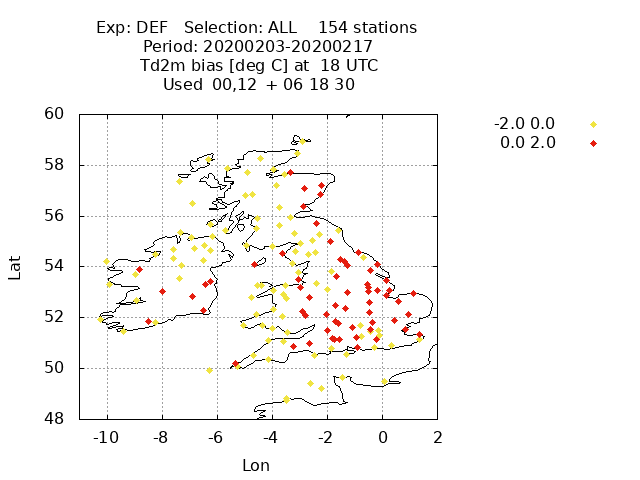 Exp: DEF Selection: ALL 154 stations
Period: 20200203-20200217
Td2m bias [deg C] at 18 UTC
Used 00,12 + 06 18 30
-2.0 0.0
0.0 2.0
60
58
56
54
52
50
48
Lat
-10 -8 -6 -4 -2 0 2
Lon